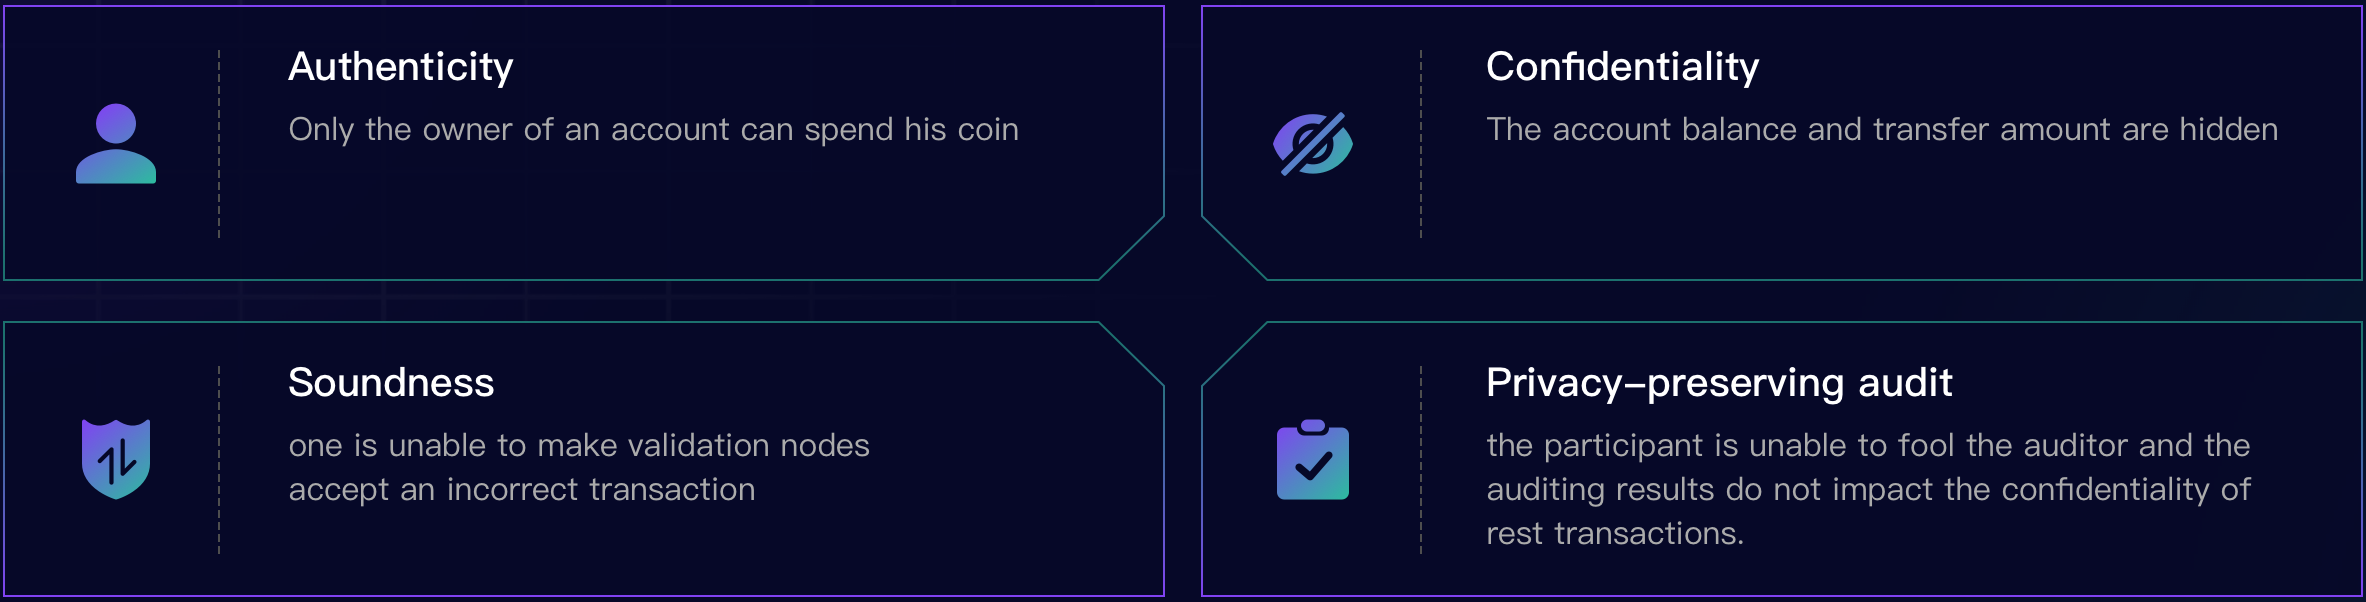 Authenticity
Only the owner of an account can spend his coin
Confidentiality
The account balance and transfer amount are hidden
Soundness
one is unable to make validation nodes
accept an incorrect transaction
Privacy-preserving audit
the participant is unable to fool the auditor and the
auditing results do not impact the confidentiality of
rest transactions.